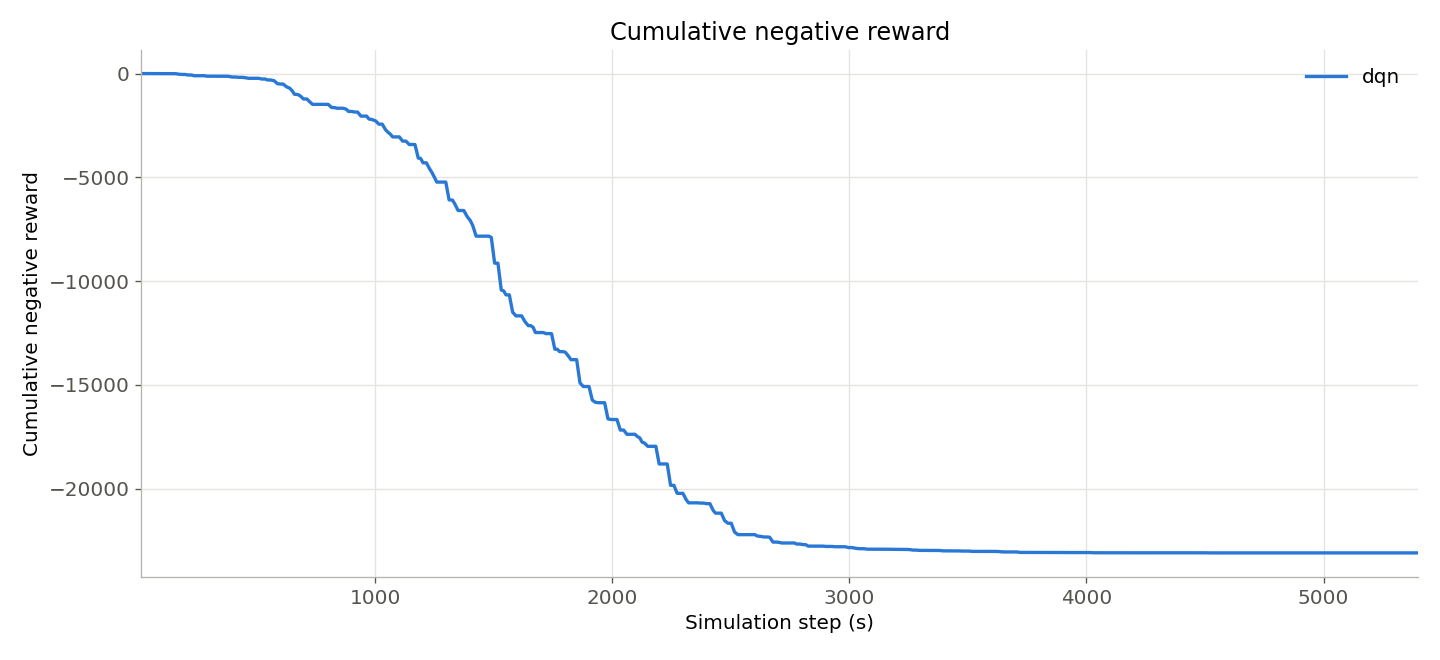 Cumulative negative reward
dqn
Cumulative negative reward
0
−5000
−10000
−15000
−20000
1000 2000 3000 4000 5000
Simulation step (s)